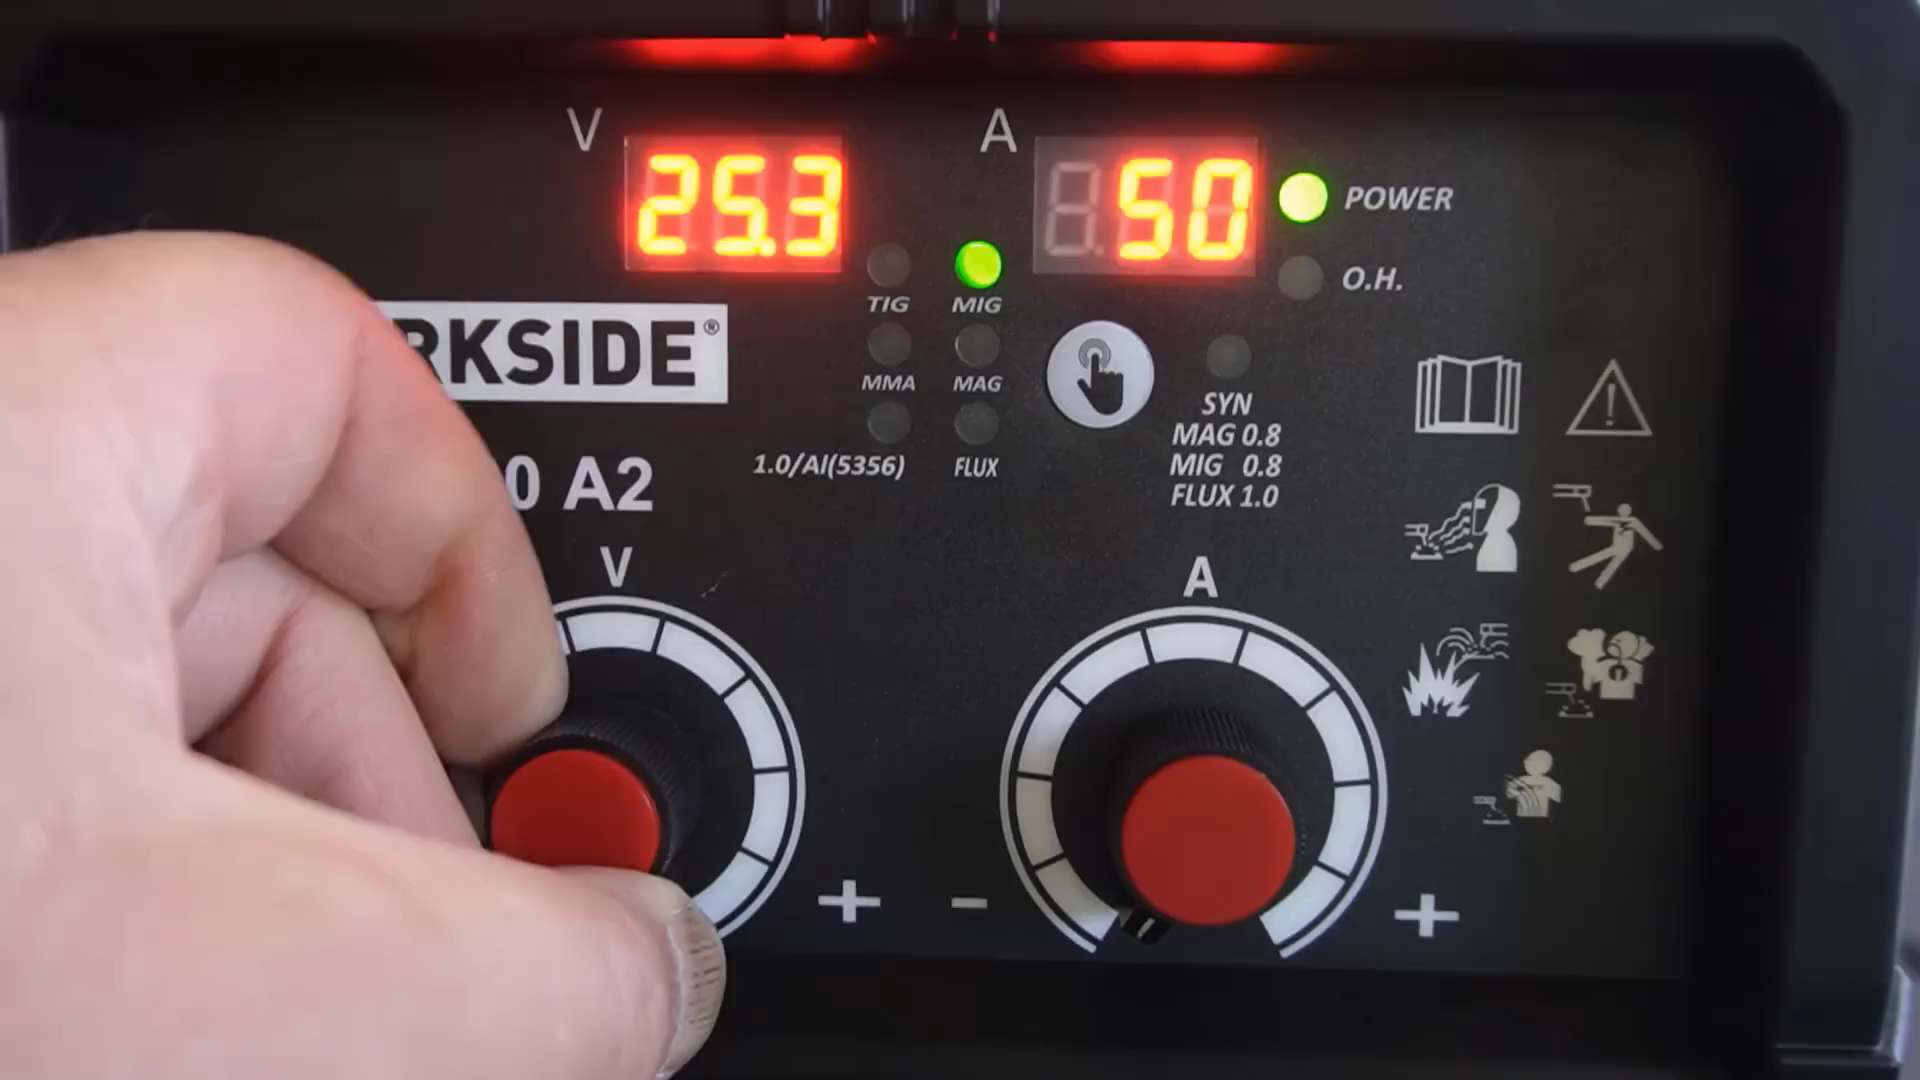 V
25.3
A
50
POWER
O.H.
TIG
MIG
RKSIDE®
MMA
MAG
SYN
MAG 0.8
MIG 0.8
FLUX 1.0
1.0/Al(5356)
FLUX
0 A2
V
A
+
-
+